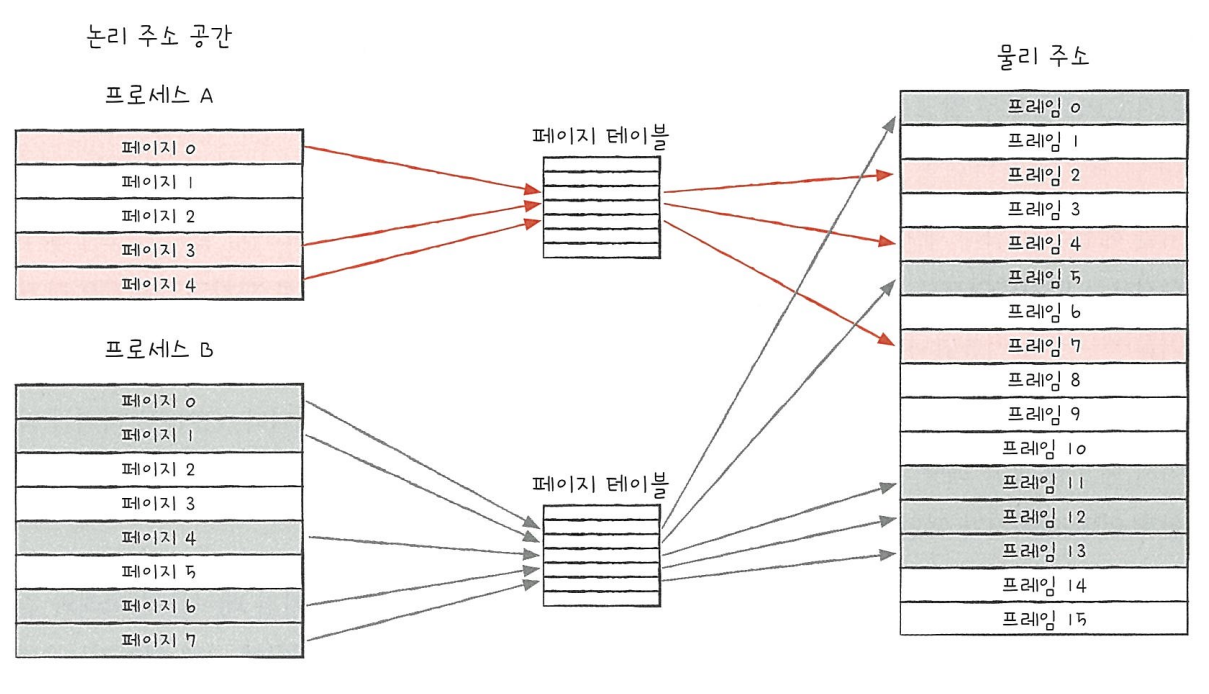 논리 주소 공간
프로세스 A
페이지 0
페이지 1
페이지 2
페이지 3
페이지 4
프로세스 B
페이지 0
페이지 1
페이지 2
페이지 3
페이지 4
페이지 5
페이지 6
페이지 7
페이지 테이블
페이지 테이블
물리 주소
프레임 0
프레임 1
프레임 2
프레임 3
프레임 4
프레임 5
프레임 6
프레임 7
프레임 8
프레임 9
프레임 10
프레임 11
프레임 12
프레임 13
프레임 14
프레임 15